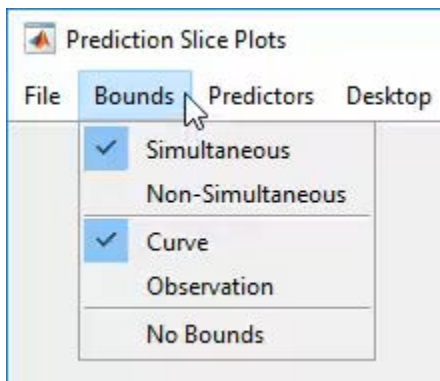 Prediction Slice Plots
File Bounds Predictors Desktop
Simultaneous
Non-Simultaneous
Curve
Observation
No Bounds